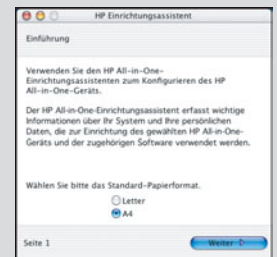 HP Einrichtungsassistent
Einführung
Verwenden Sie den HP All-in-One-
Einrichtungsassistenten zum Konfigurieren des HP
All-in-One-Geräts.
Der HP All-in-One-Einrichtungsassistent erfasst wichtige
Informationen über Ihr System und Ihre persönlichen
Daten, die zur Einrichtung des gewählten HP All-in-One-
Geräts und der zugehörigen Software verwendet werden.
Wählen Sie bitte das Standard-Papierformat.
Letter
A4
Seite 1
Weiter